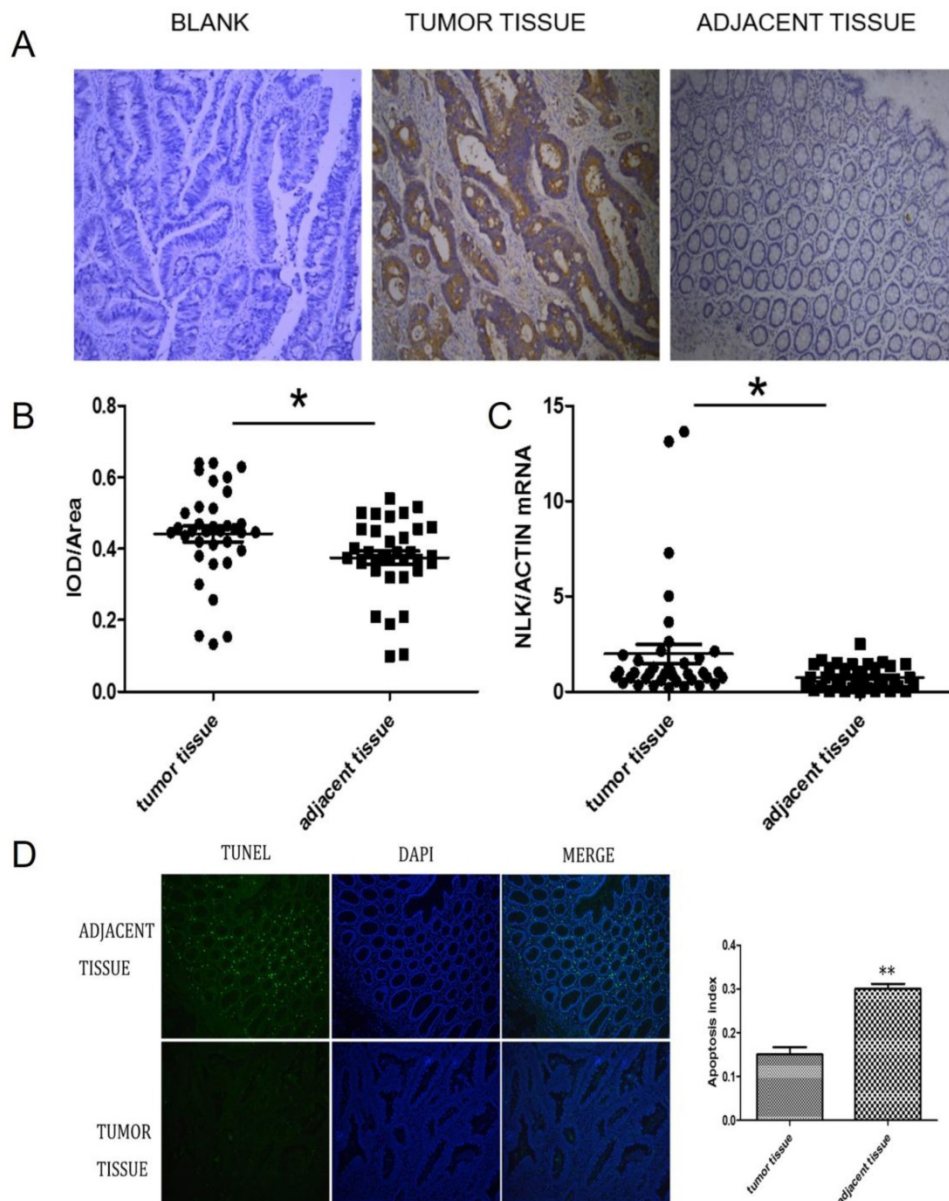 BLANK
TUMOR TISSUE
ADJACENT TISSUE
A
B
0.8
0.6
0.4
0.2
0.0
IOD/Area
*
tumor tissue
adjacent tissue
C
15
10
5
0
NLK/ACTIN mRNA
*
tumor tissue
adjacent tissue
D
TUNEL
DAPI
MERGE
ADJACENT
TISSUE
TUMOR
TISSUE
0.4
0.3
0.2
0.1
0.0
Apoptosis index
**
tumor tissue
adjacent tissue